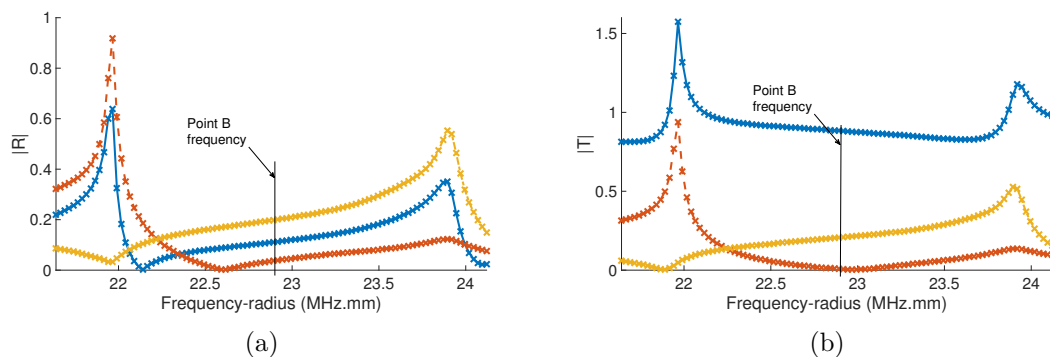 1
0.8
0.6
0.4
0.2
0
|R|
Point B
frequency
22
22.5
23
23.5
24
Frequency-radius (MHz.mm)
(a)
1.5
1
0.5
0
|T|
Point B
frequency
22
22.5
23
23.5
24
Frequency-radius (MHz.mm)
(b)